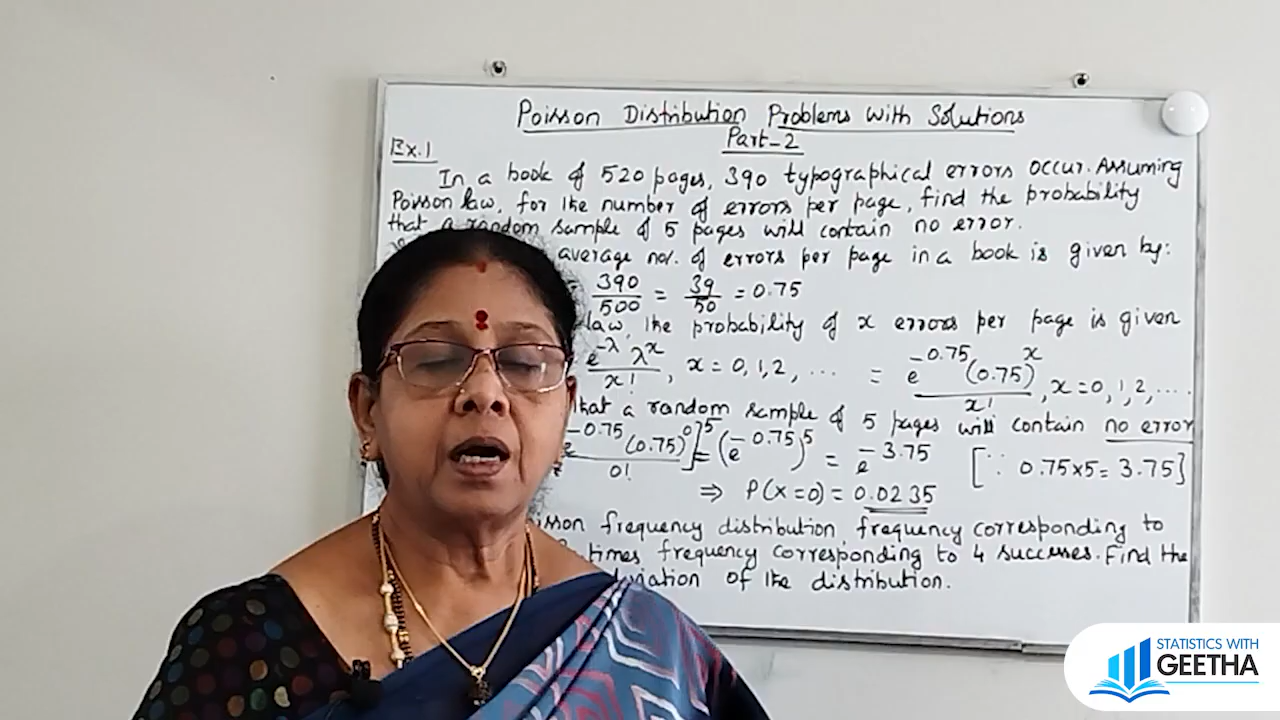 Poisson Distribution Problems with Solutions
Part-2
Ex.1
In a book of 520 pages, 390 typographical errors occur. Assuming
Poisson law, for the number of errors per page, find the probability
that a random sample of 5 pages will contain no error.
average no. of errors per page in a book is given by:
= 390/500 = 39/50 = 0.75
law, the probability of x errors per page is given
e^-λ λ^x / x!, x = 0, 1, 2, .... = e^-0.75 (0.75)^x / x!, x = 0, 1, 2, ....
that a random sample of 5 pages will contain no error
e^-0.75 (0.75)^0 / 0!]^5 = (e^-0.75)^5 = e^-3.75 [∵ 0.75×5 = 3.75]
⇒ P(X=0) = 0.0235
frequency distribution, frequency corresponding to
times frequency corresponding to 4 successes. Find the
of the distribution.
STATISTICS WITH
GEETHA